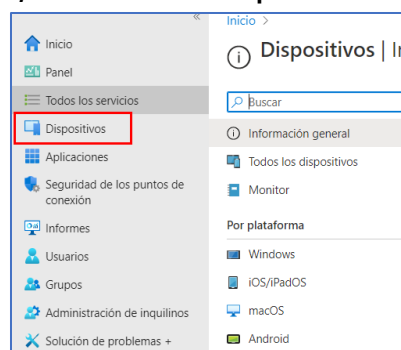 Inicio >
Inicio
Panel
Todos los servicios
Dispositivos
Aplicaciones
Seguridad de los puntos de
conexión
Informes
Usuarios
Grupos
Administración de inquilinos
Solución de problemas +
Dispositivos |
Buscar
Información general
Todos los dispositivos
Monitor
Por plataforma
Windows
iOS/iPadOS
macOS
Android